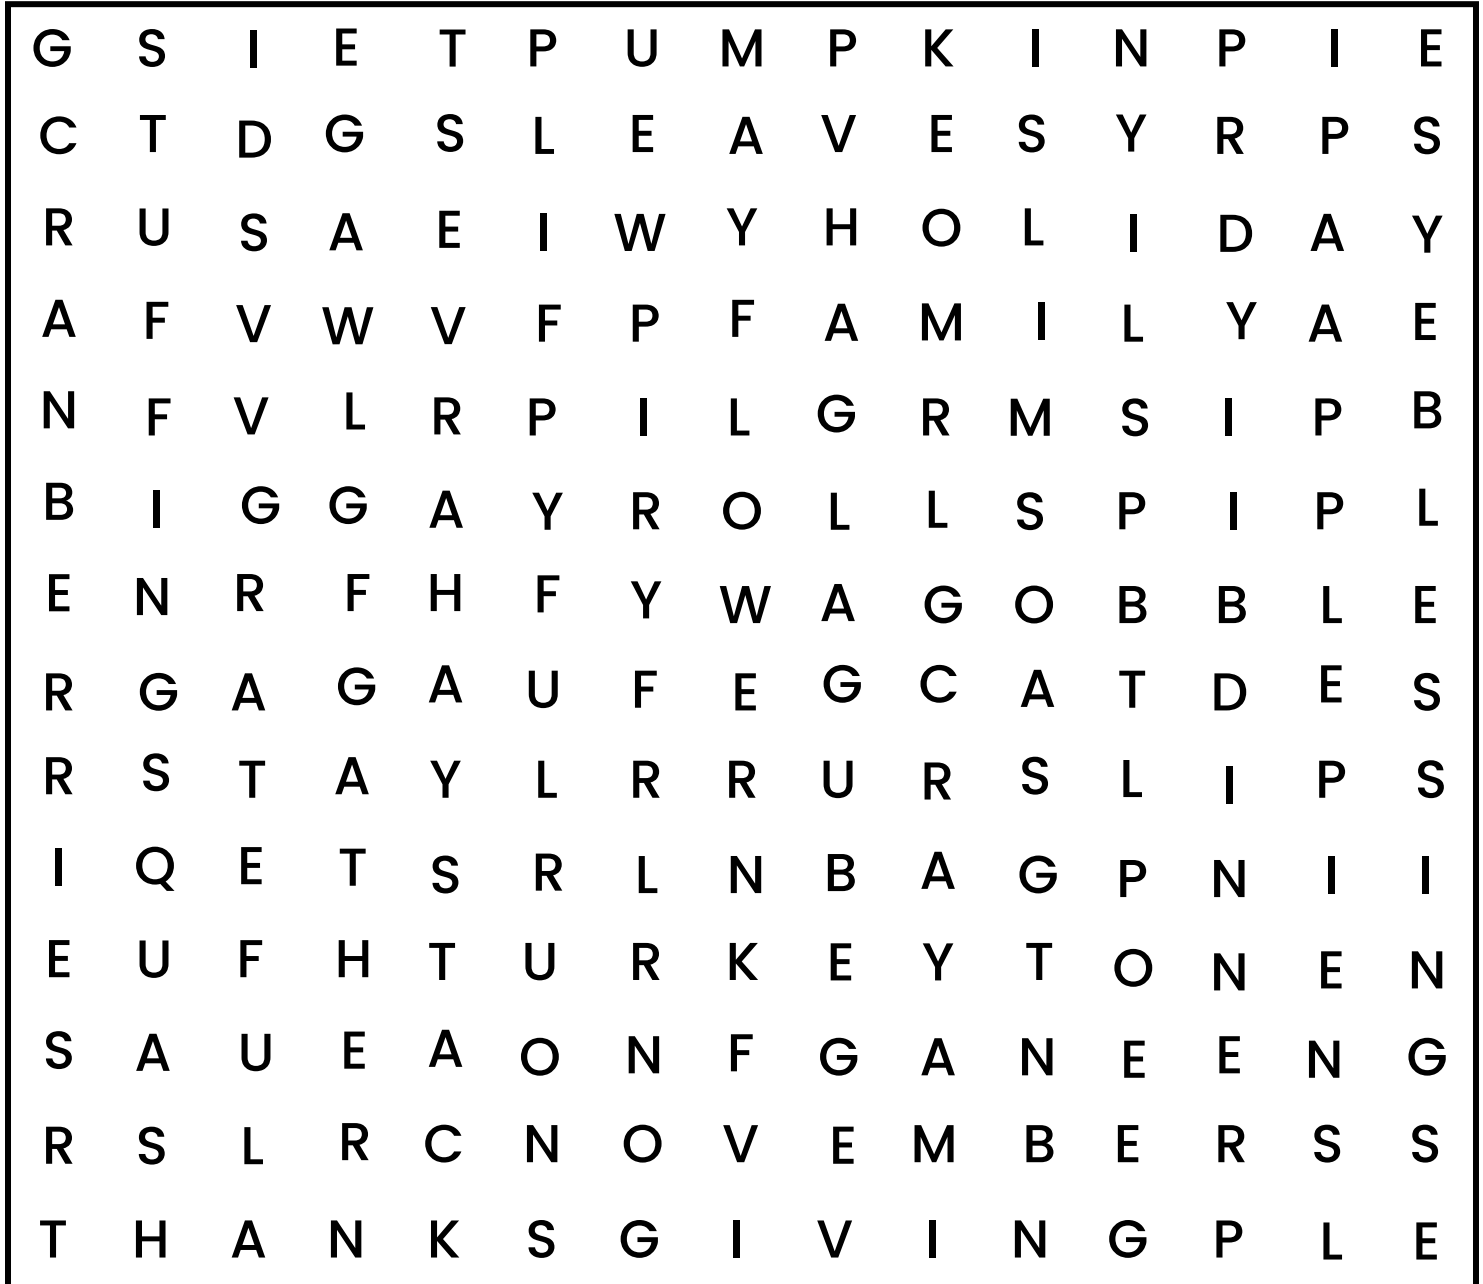 G S I E T P U M P K I N P I E
C T D G S L E A V E S Y R P S
R U S A E I W Y H O L I D A Y
A F V W V F P F A M I L Y A E
N F V L R P I L G R M S I P B
B I G G A Y R O L L S P I P L
E N R F H F Y W A G O B B L E
R G A G A U F E G C A T D E S
R S T A Y L R R U R S L I P S
I Q E T S R L N B A G P N I I
E U F H T U R K E Y T O N E N
S A U E A O N F G A N E E N G
R S L R C N O V E M B E R S S
T H A N K S G I V I N G P L E